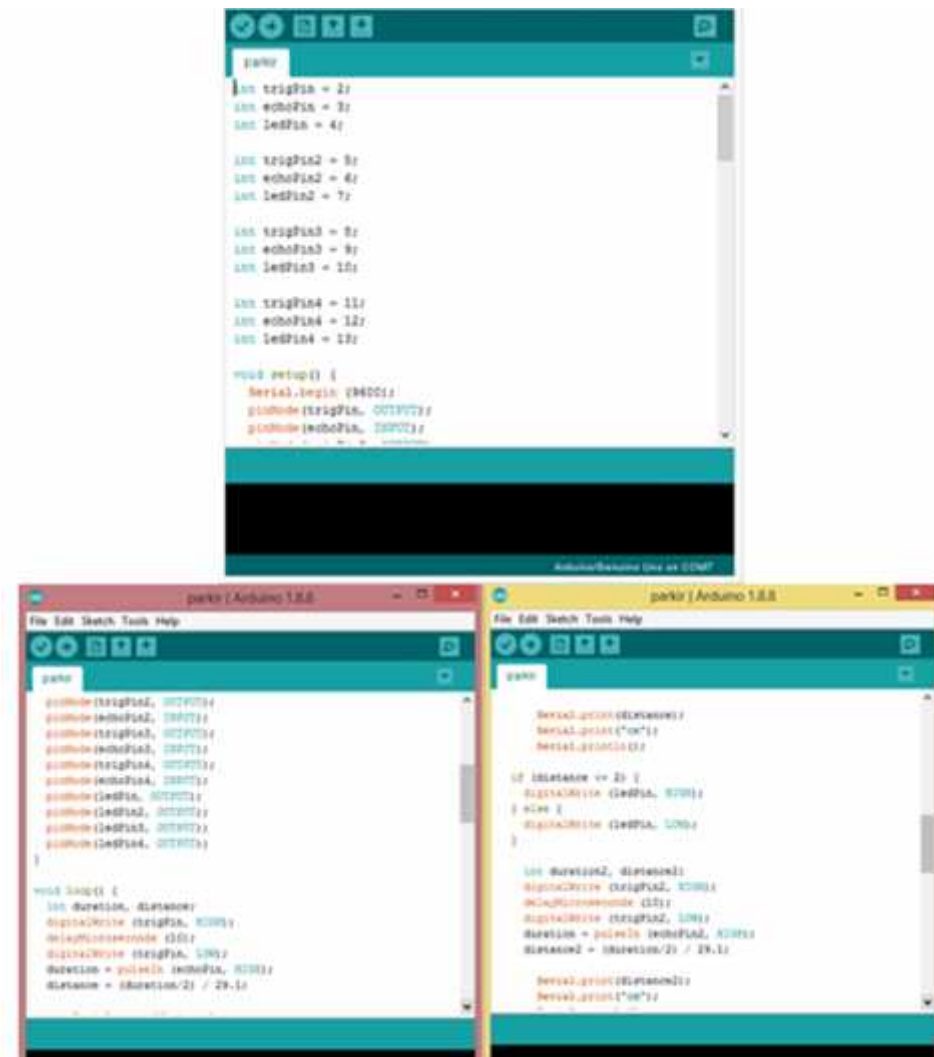 parkir
int trigPin = 2;
int echoPin = 3;
int ledPin = 4;
int trigPin2 = 5;
int echoPin2 = 6;
int ledPin2 = 7;
int trigPin3 = 8;
int echoPin3 = 9;
int ledPin3 = 10;
int trigPin4 = 11;
int echoPin4 = 12;
int ledPin4 = 13;
void setup() {
Serial.begin (9600);
pinMode(trigPin, OUTPUT);
pinMode(echoPin, INPUT);
Arduino/Genuino Uno on COM7
parkir | Arduino 1.8.8
File Edit Sketch Tools Help
parkir
pinMode(trigPin2, OUTPUT);
pinMode(echoPin2, INPUT);
pinMode(trigPin3, OUTPUT);
pinMode(echoPin3, INPUT);
pinMode(trigPin4, OUTPUT);
pinMode(echoPin4, INPUT);
pinMode(ledPin, OUTPUT);
pinMode(ledPin2, OUTPUT);
pinMode(ledPin3, OUTPUT);
pinMode(ledPin4, OUTPUT);
}
void loop() {
int duration, distance;
digitalWrite (trigPin, HIGH);
delayMicroseconds (10);
digitalWrite (trigPin, LOW);
duration = pulseIn (echoPin, HIGH);
distance = (duration/2) / 29.1;
parkir | Arduino 1.8.8
File Edit Sketch Tools Help
parkir
Serial.print(distance);
Serial.print("cm");
Serial.println();
if (distance <= 2) {
digitalWrite (ledPin, HIGH);
} else {
digitalWrite (ledPin, LOW);
}
int duration2, distance2;
digitalWrite (trigPin2, HIGH);
delayMicroseconds (10);
digitalWrite (trigPin2, LOW);
duration = pulseIn (echoPin2, HIGH);
distance2 = (duration/2) / 29.1;
Serial.print(distance2);
Serial.print("cm");